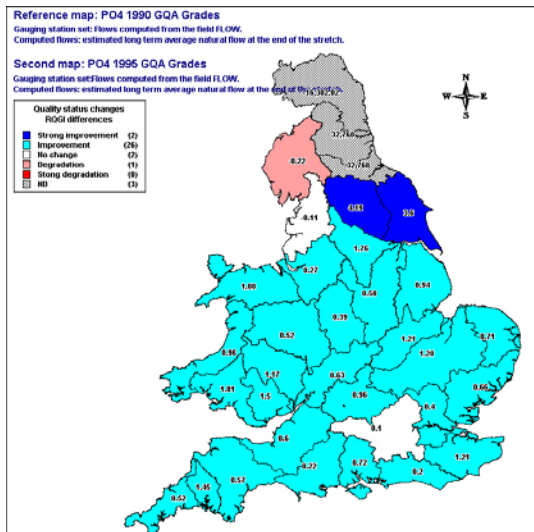 Reference map: PO4 1990 GQA Grades
Gauging station set: Flows computed from the field FLOW.
Computed flows: estimated long term average natural flow at the end of the stretch.
Second map: PO4 1995 GQA Grades
Gauging station set:Flows computed from the field FLOW.
Computed flows: estimated long term average natural flow at the end of the stretch.
N
W E
S
Quality status changes
RQGI differences
Strong improvement (2)
Improvement (26)
No change (2)
Degradation (1)
Stong degradation (0)
ND (3)
32,768
-32,768
-0.22
4.11
3.6
-0.11
1.26
1.88
0.27
0.58
0.94
0.39
0.52
1.21
1.28
0.71
0.96
1.17
0.63
0.66
1.81
1.5
0.96
0.4
0.1
0.6
1.21
0.22
0.72
0.2
0.57
1.45
0.52